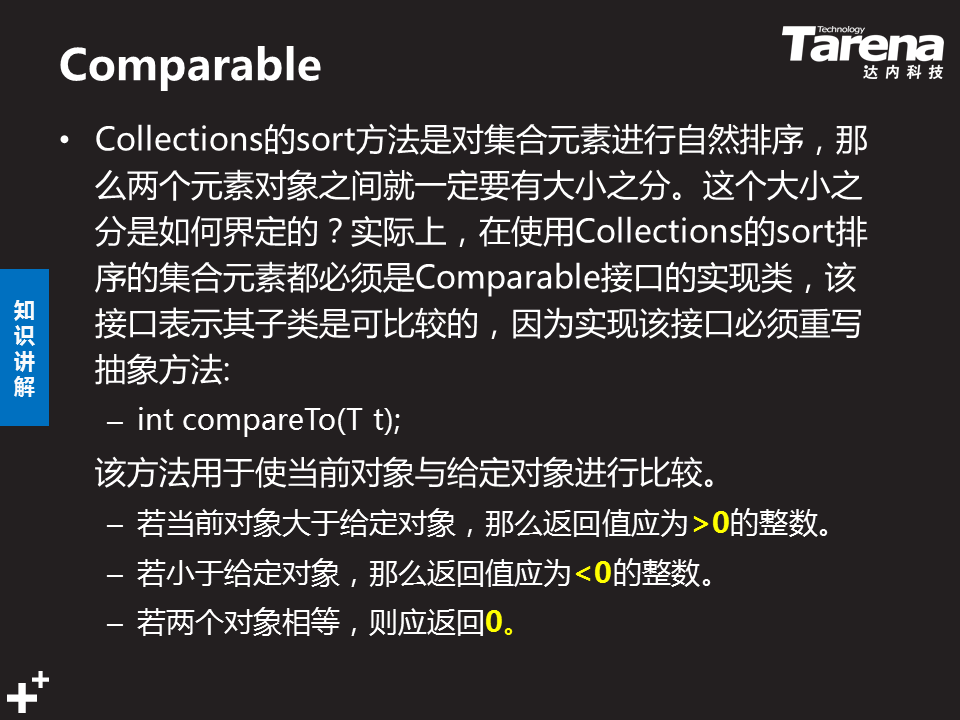 Comparable
Technology
Tarena
达内科技
• Collections的sort方法是对集合元素进行自然排序，那
么两个元素对象之间就一定要有大小之分。这个大小之
分是如何界定的？实际上，在使用Collections的sort排
序的集合元素都必须是Comparable接口的实现类，该
接口表示其子类是可比较的，因为实现该接口必须重写
抽象方法:
– int compareTo(T t);
该方法用于使当前对象与给定对象进行比较。
– 若当前对象大于给定对象，那么返回值应为>0的整数。
– 若小于给定对象，那么返回值应为<0的整数。
– 若两个对象相等，则应返回0。
知
识
讲
解